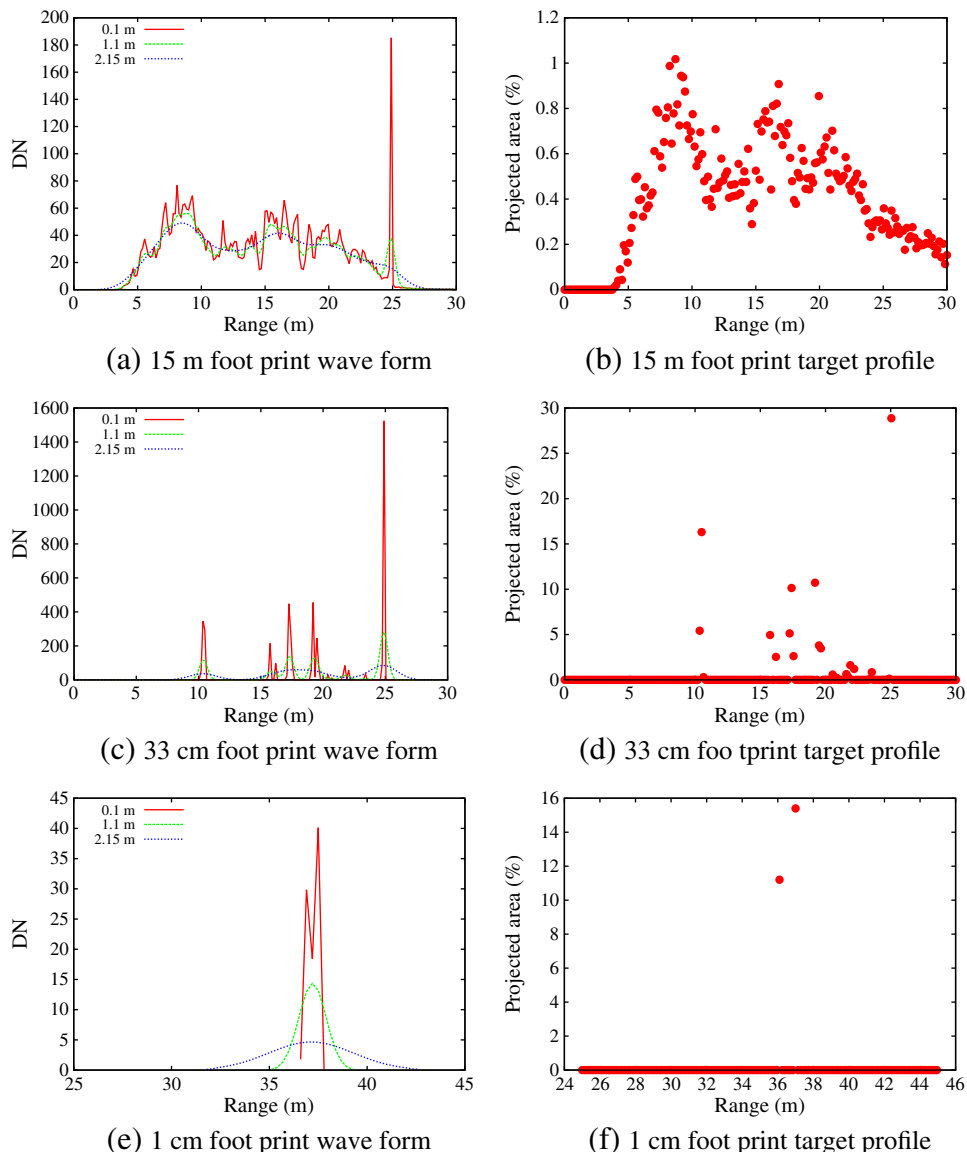 200
180
160
140
120
100
80
60
40
20
0
DN
0.1 m
1.1 m
2.15 m
0 5 10 15 20 25 30
Range (m)
(a) 15 m foot print wave form
1.2
1
0.8
0.6
0.4
0.2
0
Projected area (%)
0 5 10 15 20 25 30
Range (m)
(b) 15 m foot print target profile
1600
1400
1200
1000
800
600
400
200
0
DN
0.1 m
1.1 m
2.15 m
0 5 10 15 20 25 30
Range (m)
(c) 33 cm foot print wave form
30
25
20
15
10
5
0
Projected area (%)
0 5 10 15 20 25 30
Range (m)
(d) 33 cm foo tprint target profile
45
40
35
30
25
20
15
10
5
0
DN
0.1 m
1.1 m
2.15 m
25 30 35 40 45
Range (m)
(e) 1 cm foot print wave form
16
14
12
10
8
6
4
2
0
Projected area (%)
24 26 28 30 32 34 36 38 40 42 44 46
Range (m)
(f) 1 cm foot print target profile